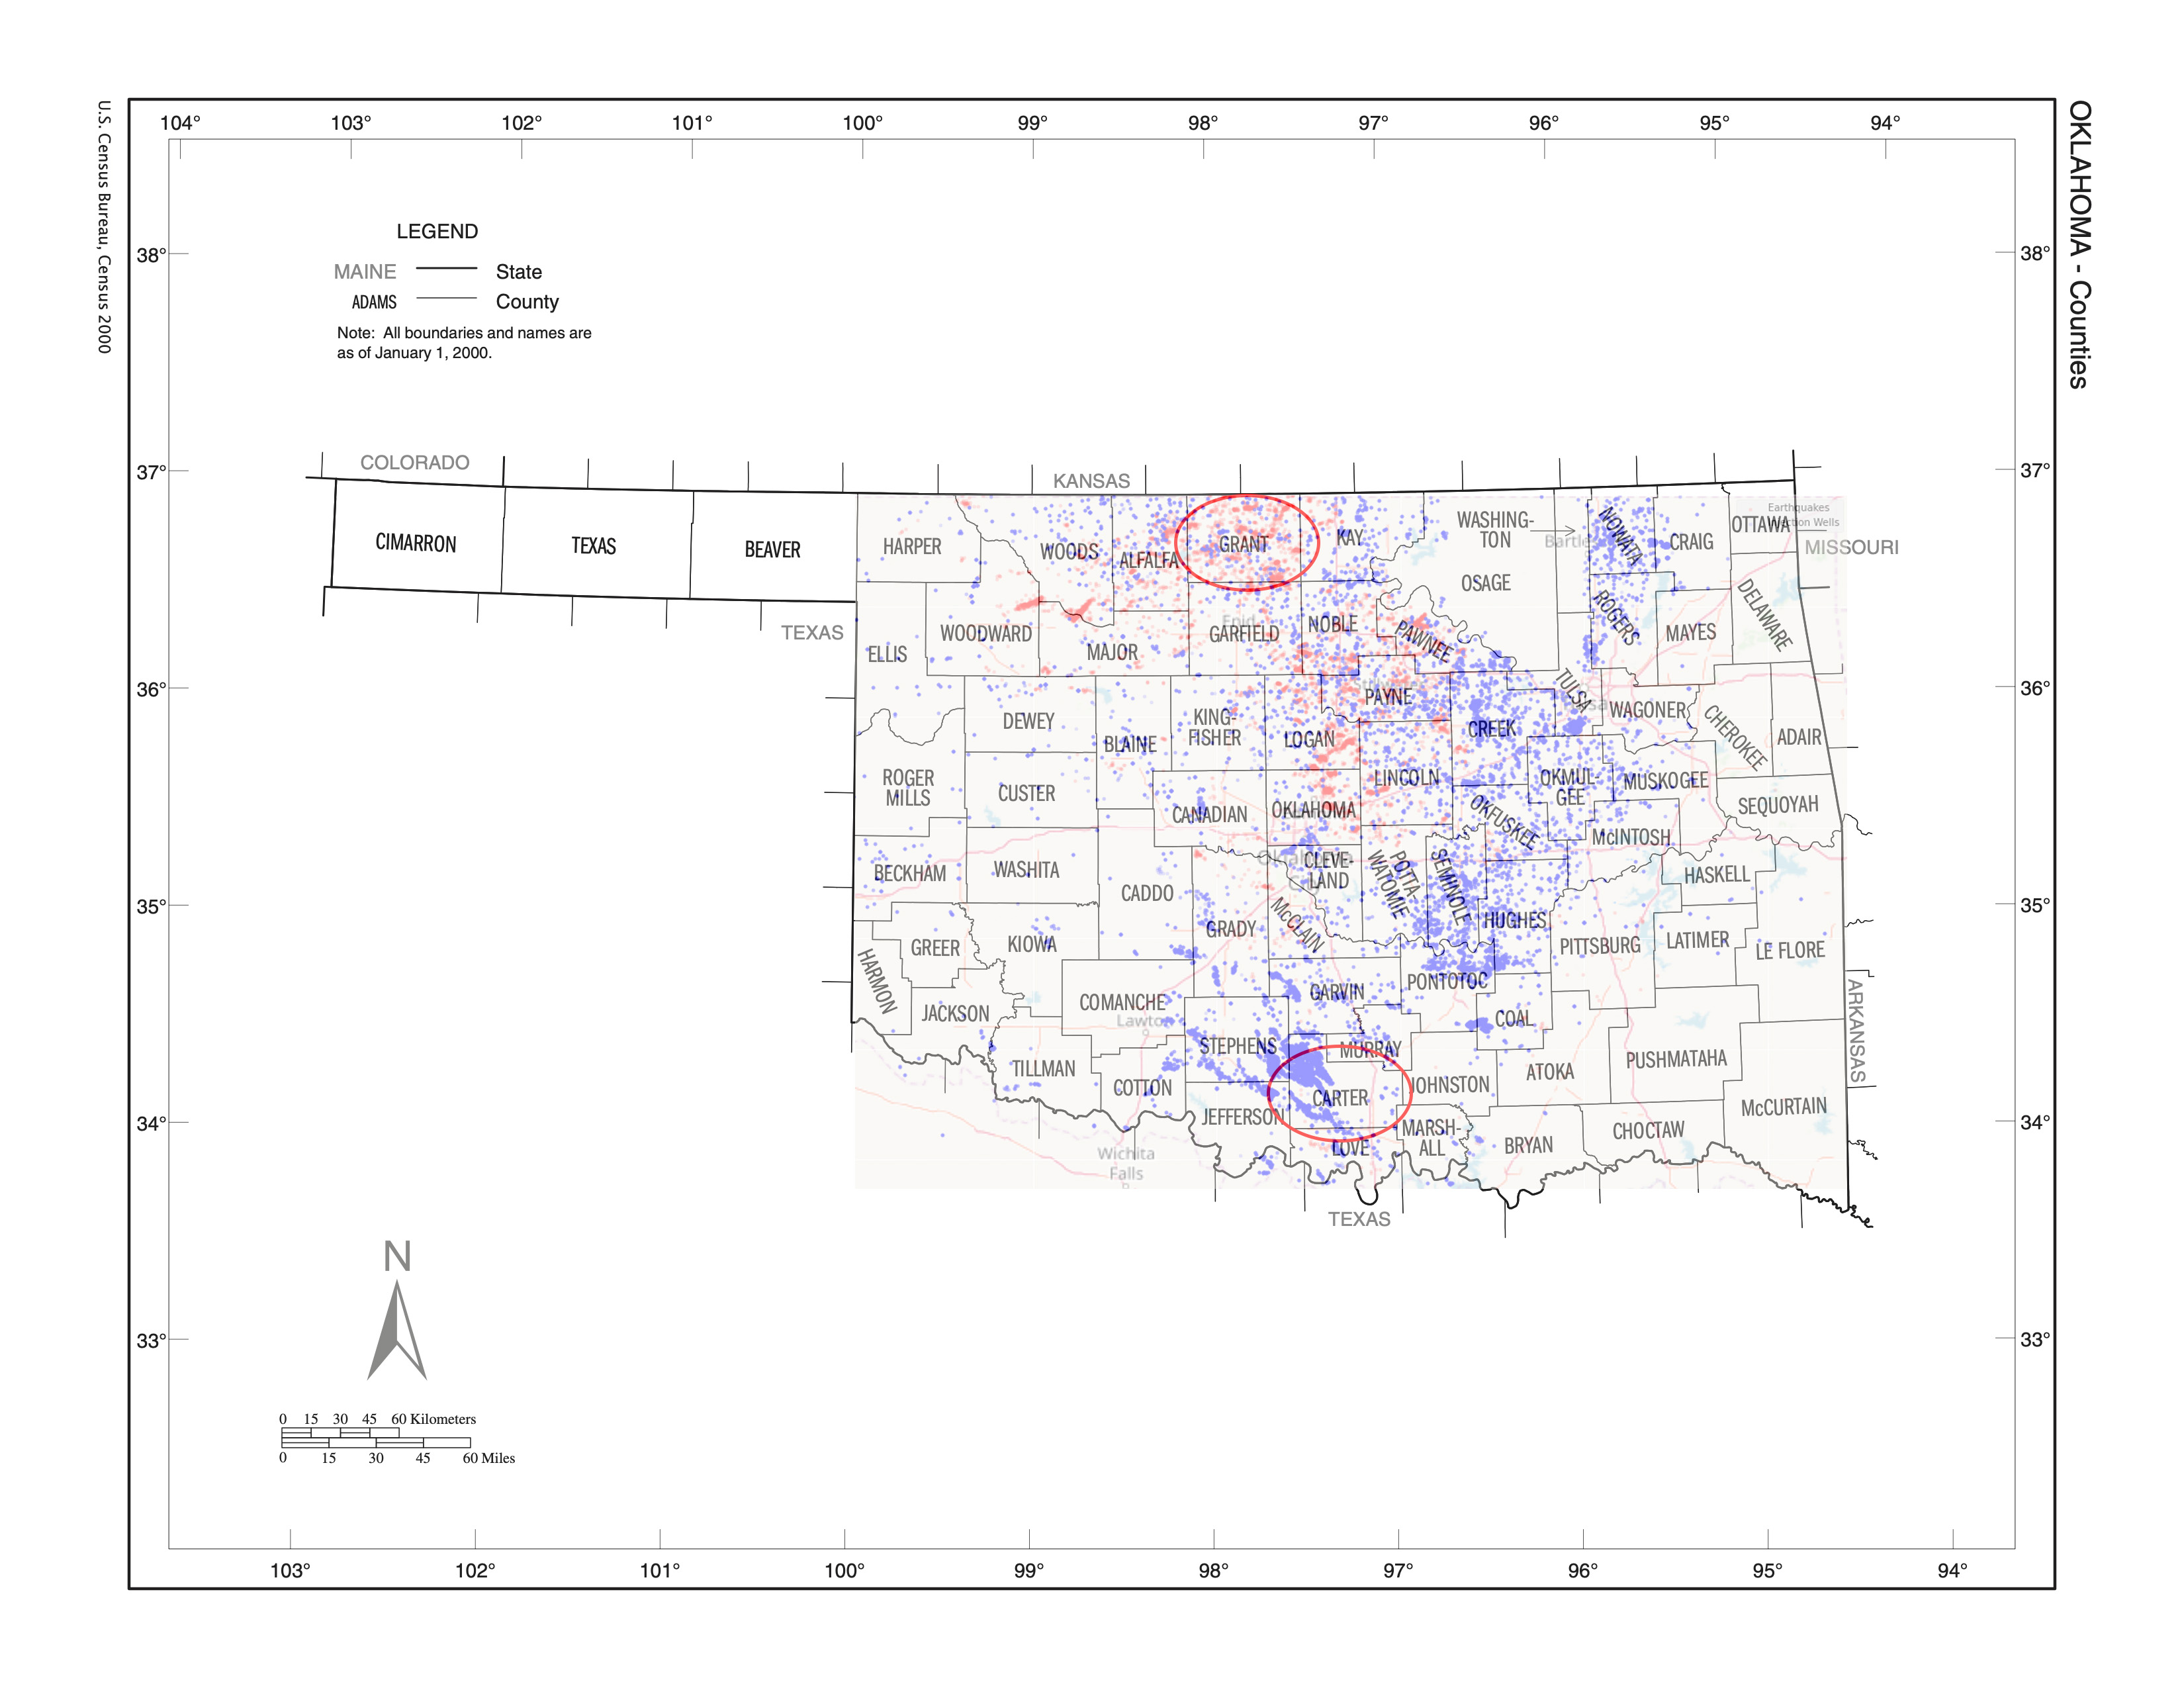 OKLAHOMA - Counties
U.S. Census Bureau, Census 2000
104° 103° 102° 101° 100° 99° 98° 97° 96° 95° 94°
LEGEND
MAINE State
ADAMS County
Note: All boundaries and names are
as of January 1, 2000.
38° 38°
37° 37°
COLORADO
KANSAS
MISSOURI
TEXAS
CIMARRON
TEXAS
BEAVER
HARPER
WOODS
ALFALFA
GRANT
KAY
WASHING-
TON
OSAGE
NOWATA
CRAIG
OTTAWA
Earthquakes
Wells
WOODWARD
ELLIS
MAJOR
GARFIELD
Enid
NOBLE
PAWNEE
ROGERS
MAYES
DELAWARE
36° 36°
DEWEY
BLAINE
KING-
FISHER
LOGAN
PAYNE
CREEK
TULSA
WAGONER
CHEROKEE
ADAIR
ROGER
MILLS
CUSTER
CANADIAN
OKLAHOMA
LINCOLN
OKFUSKEE
OKMUL-
GEE
MUSKOGEE
McINTOSH
SEQUOYAH
BECKHAM
WASHITA
CADDO
GRADY
CLEVE-
LAND
McCLAIN
POTTA-
WATOMIE
SEMINOLE
HUGHES
HASKELL
35° 35°
HARMON
GREER
KIOWA
JACKSON
COMANCHE
Lawton
GARVIN
PONTOTOC
PITTSBURG
LATIMER
LE FLORE
COAL
ARKANSAS
TILLMAN
COTTON
STEPHENS
MURRAY
CARTER
JOHNSTON
ATOKA
PUSHMATAHA
McCURTAIN
34° 34°
JEFFERSON
LOVE
MARSH-
ALL
BRYAN
CHOCTAW
Wichita
Falls
TEXAS
N
33° 33°
0 15 30 45 60 Kilometers
0 15 30 45 60 Miles
103° 102° 101° 100° 99° 98° 97° 96° 95° 94°